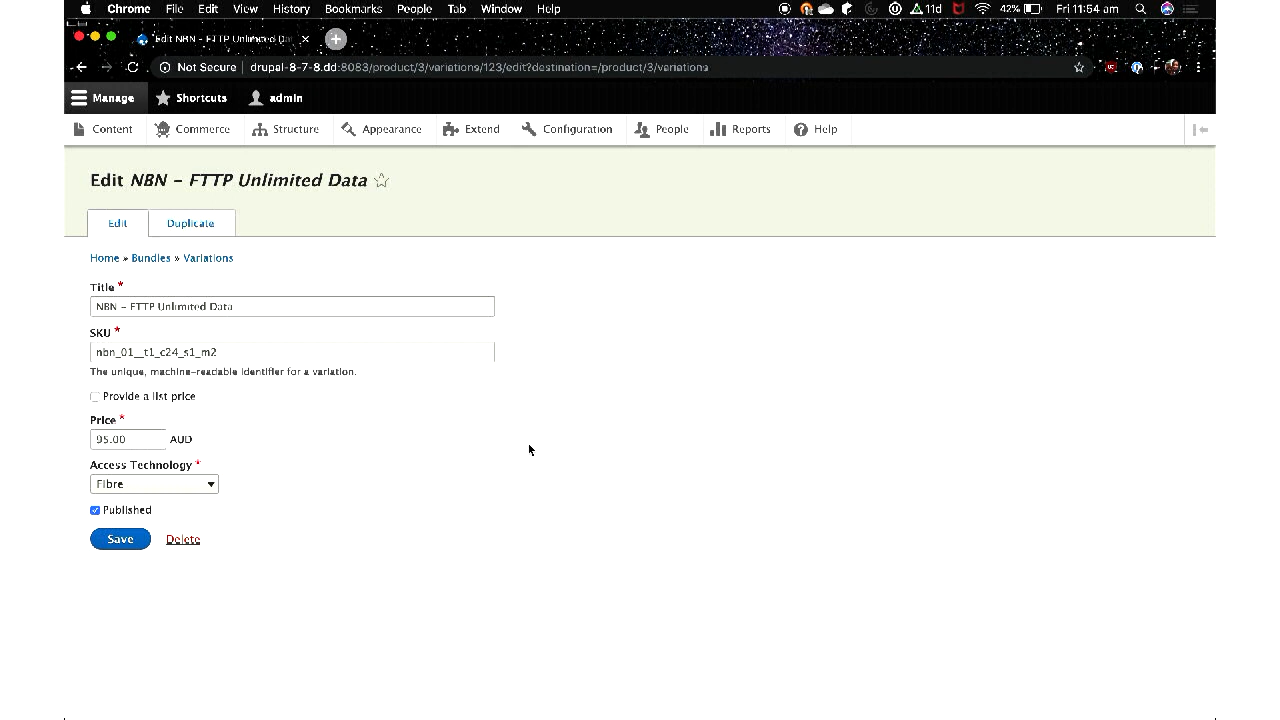 Chrome File Edit View History Bookmarks People Tab Window Help 11d 42% Fri 11:54 am
Edit NBN - FTTP Unlimited Da
Not Secure drupal-8-7-8.dd:8083/product/3/variations/123/edit?destination=/product/3/variations
Manage Shortcuts admin
Content Commerce Structure Appearance Extend Configuration People Reports Help
Edit NBN - FTTP Unlimited Data
Edit Duplicate
Home » Bundles » Variations
Title *
NBN - FTTP Unlimited Data
SKU *
nbn_01__t1_c24_s1_m2
The unique, machine-readable identifier for a variation.
Provide a list price
Price *
95.00 AUD
Access Technology *
Fibre
Published
Save Delete